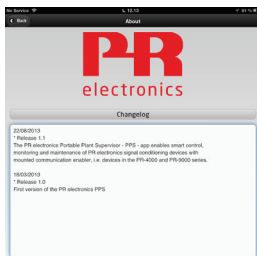 No Service 12.13 91 %
Back About
PR
electronics
Changelog
22/08/2013
* Release 1.1
The PR electronics Portable Plant Supervisor - PPS - app enables smart control,
monitoring and maintenance of PR electronics signal conditioning devices with
mounted communication enabler, i.e. devices in the PR-4000 and PR-9000 series.
18/03/2013
* Release 1.0
First version of the PR electronics PPS